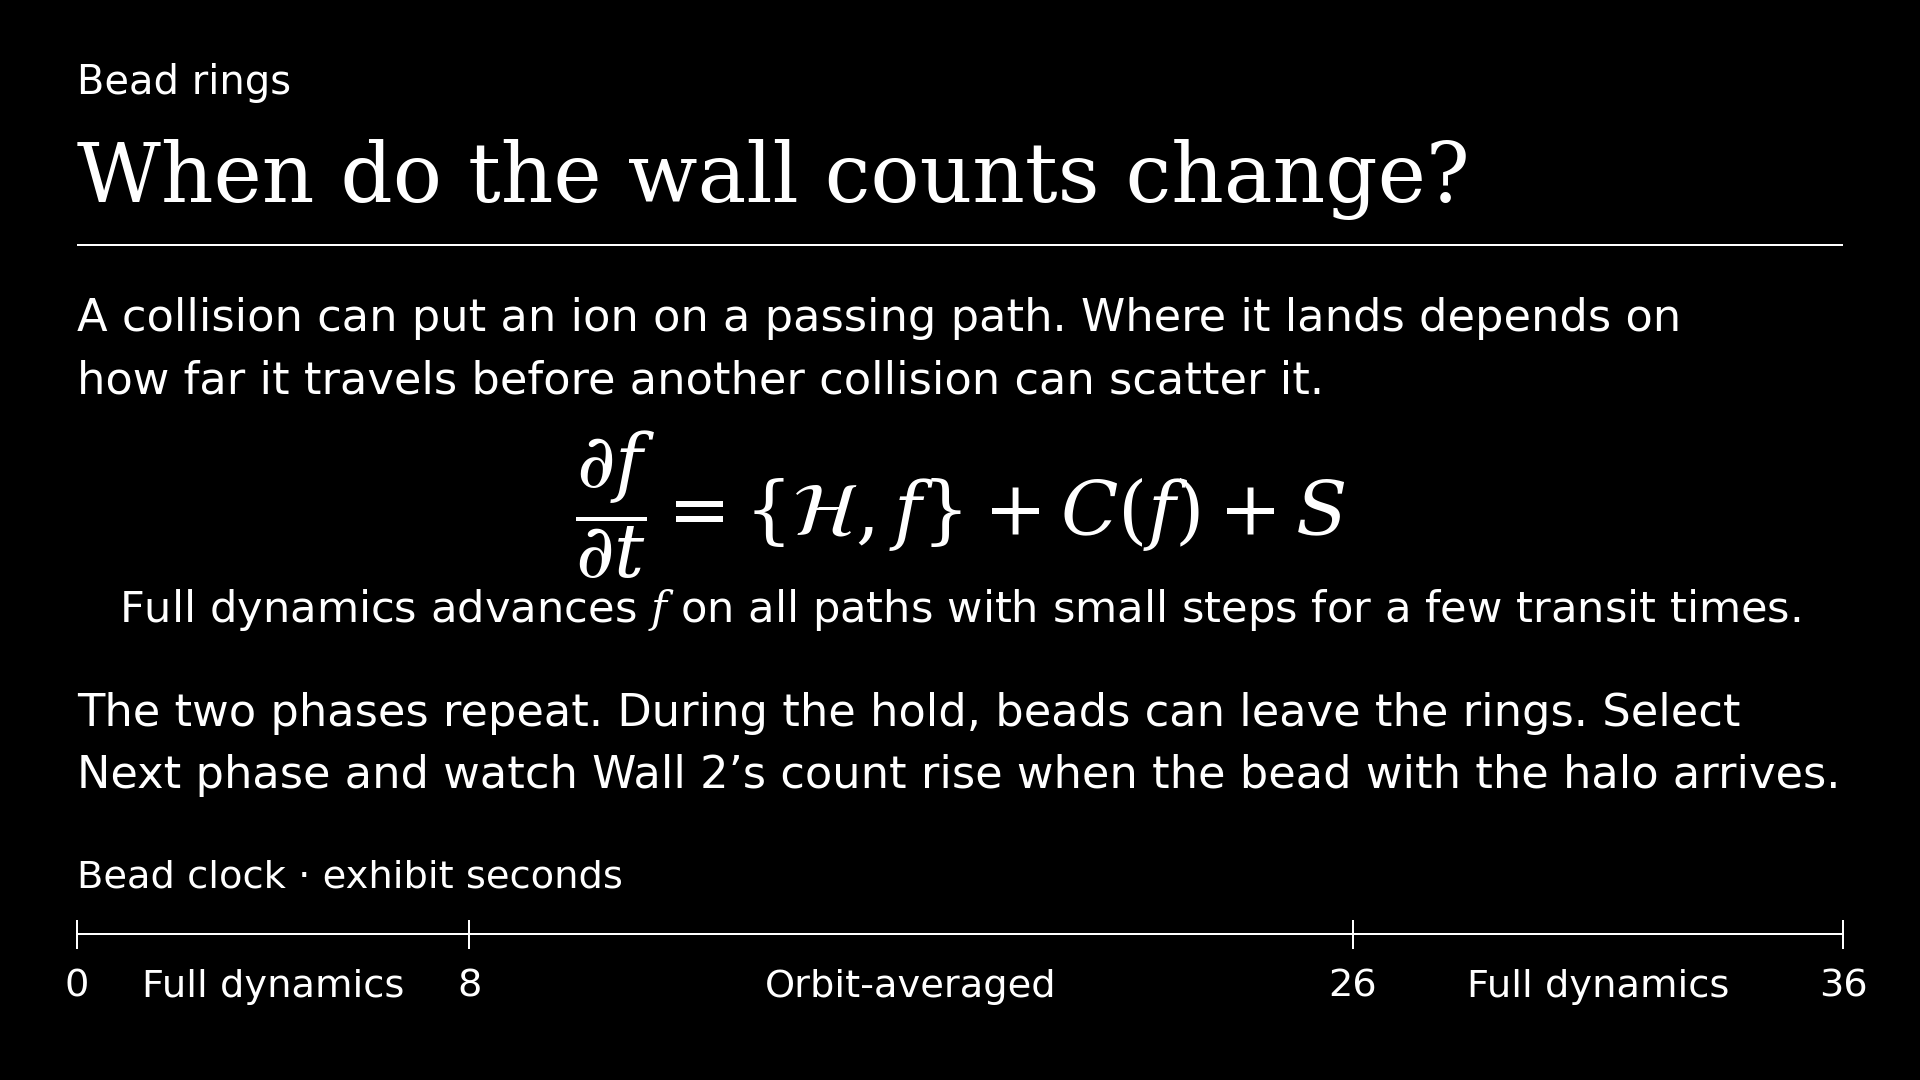 Bead rings
When do the wall counts change?
A collision can put an ion on a passing path. Where it lands depends on
how far it travels before another collision can scatter it.
∂f/∂t = {ℋ, f} + C(f) + S
Full dynamics advances f on all paths with small steps for a few transit times.
The two phases repeat. During the hold, beads can leave the rings. Select
Next phase and watch Wall 2’s count rise when the bead with the halo arrives.
Bead clock · exhibit seconds
0 Full dynamics 8 Orbit-averaged 26 Full dynamics 36